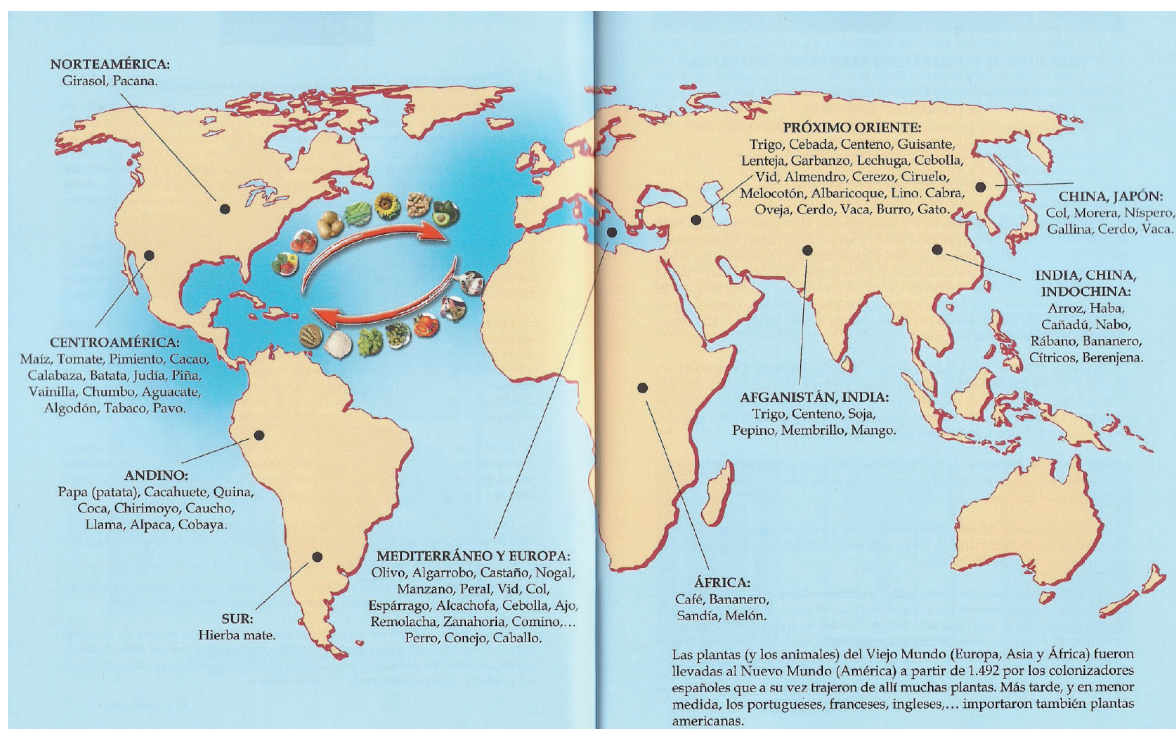 NORTEAMÉRICA:
Girasol, Pacana.
PRÓXIMO ORIENTE:
Trigo, Cebada, Centeno, Guisante,
Lenteja, Garbanzo, Lechuga, Cebolla,
Vid, Almendro, Cerezo, Ciruelo,
Melocotón, Albaricoque, Lino. Cabra,
Oveja, Cerdo, Vaca, Burro, Gato.
CHINA, JAPÓN:
Col, Morera, Níspero,
Gallina, Cerdo, Vaca.
INDIA, CHINA,
INDOCHINA:
Arroz, Haba,
Cañadú, Nabo,
Rábano, Bananero,
Cítricos, Berenjena.
CENTROAMÉRICA:
Maíz, Tomate, Pimiento, Cacao,
Calabaza, Batata, Judía, Piña,
Vainilla, Chumbo, Aguacate,
Algodón, Tabaco, Pavo.
AFGANISTÁN, INDIA:
Trigo, Centeno, Soja,
Pepino, Membrillo, Mango.
ANDINO:
Papa (patata), Cacahuete, Quina,
Coca, Chirimoyo, Caucho,
Llama, Alpaca, Cobaya.
MEDITERRÁNEO Y EUROPA:
Olivo, Algarrobo, Castaño, Nogal,
Manzano, Peral, Vid, Col,
Espárrago, Alcachofa, Cebolla, Ajo,
Remolacha, Zanahoria, Comino,...
Perro, Conejo, Caballo.
ÁFRICA:
Café, Bananero,
Sandía, Melón.
SUR:
Hierba mate.
Las plantas (y los animales) del Viejo Mundo (Europa, Asia y África) fueron
llevadas al Nuevo Mundo (América) a partir de 1.492 por los colonizadores
españoles que a su vez trajeron de allí muchas plantas. Más tarde, y en menor
medida, los portugueses, franceses, ingleses,... importaron también plantas
americanas.